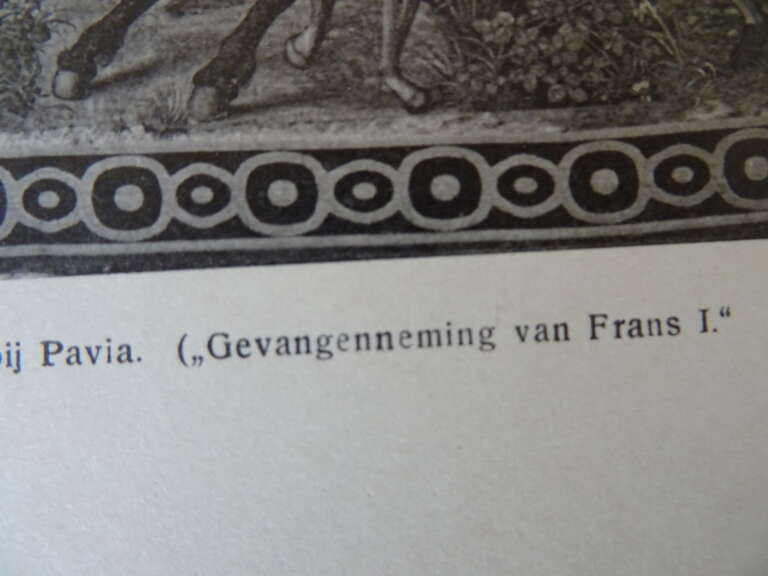 bij Pavia. („Gevangenneming van Frans I.“